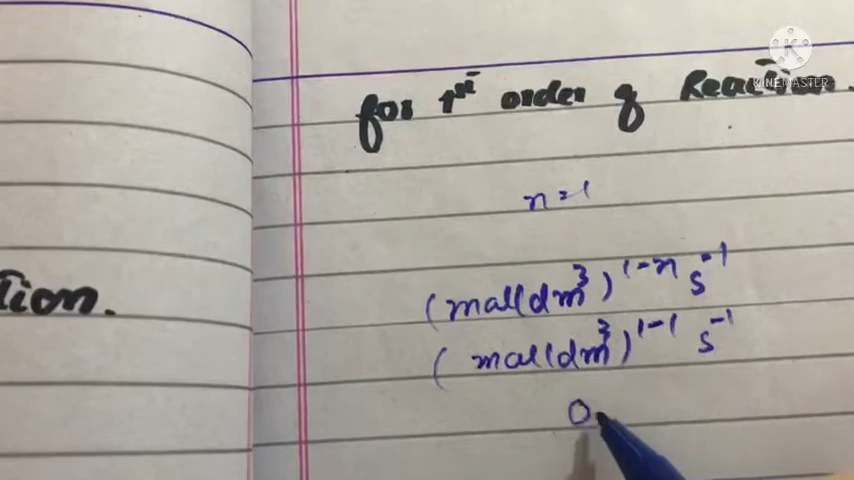 KINEMASTER
for 1st order of Reaction.
n=1
(mol/dm³)^1-n s^-1
tion.
(mol/dm³)^1-1 s^-1
0